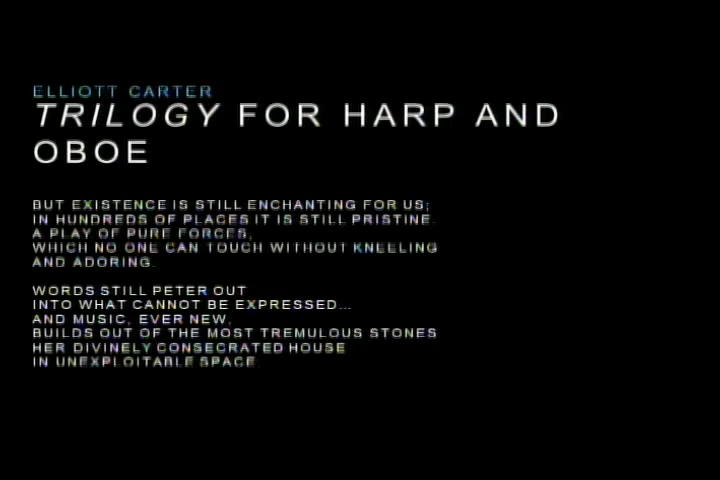 ELLIOTT CARTER
TRILOGY FOR HARP AND
OBOE
BUT EXISTENCE IS STILL ENCHANTING FOR US;
IN HUNDREDS OF PLACES IT IS STILL PRISTINE.
A PLAY OF PURE FORCES,
WHICH NO ONE CAN TOUCH WITHOUT KNEELING
AND ADORING.
WORDS STILL PETER OUT
INTO WHAT CANNOT BE EXPRESSED...
AND MUSIC, EVER NEW,
BUILDS OUT OF THE MOST TREMULOUS STONES
HER DIVINELY CONSECRATED HOUSE
IN UNEXPLOITABLE SPACE.